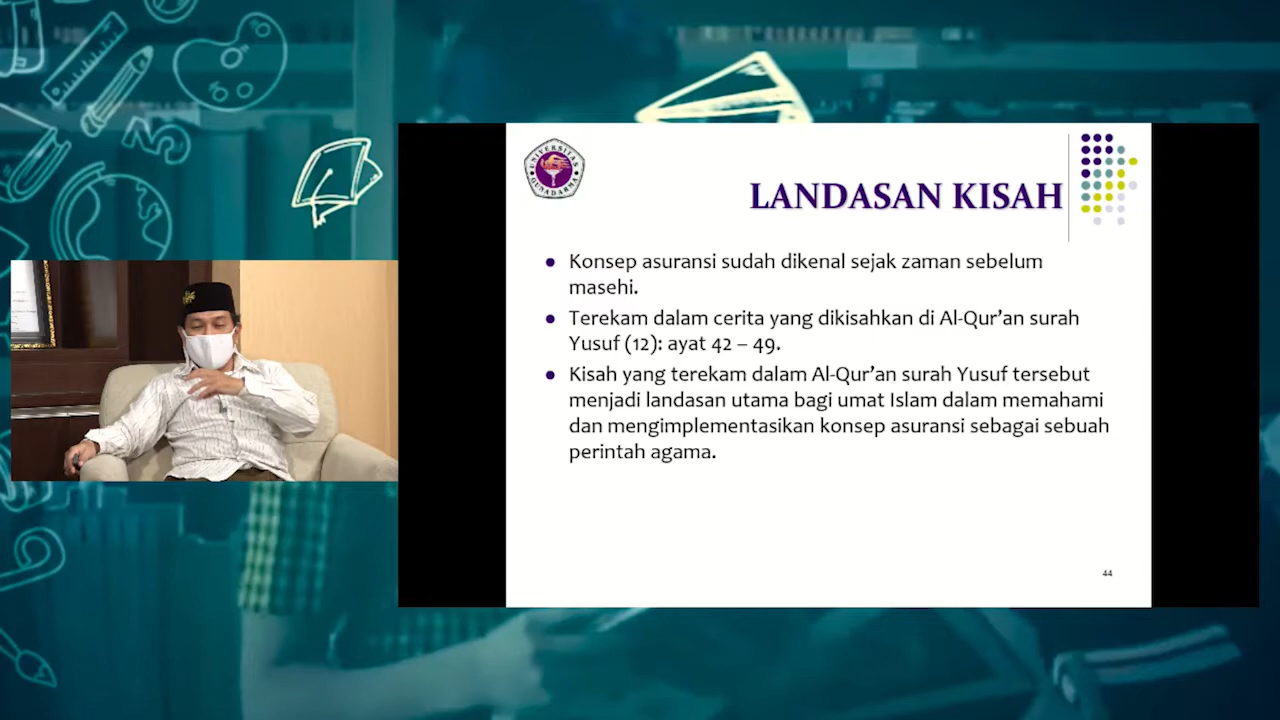 UNIVERSITAS GUNADARMA
LANDASAN KISAH
● Konsep asuransi sudah dikenal sejak zaman sebelum
masehi.
● Terekam dalam cerita yang dikisahkan di Al-Qur’an surah
Yusuf (12): ayat 42 – 49.
● Kisah yang terekam dalam Al-Qur’an surah Yusuf tersebut
menjadi landasan utama bagi umat Islam dalam memahami
dan mengimplementasikan konsep asuransi sebagai sebuah
perintah agama.
44